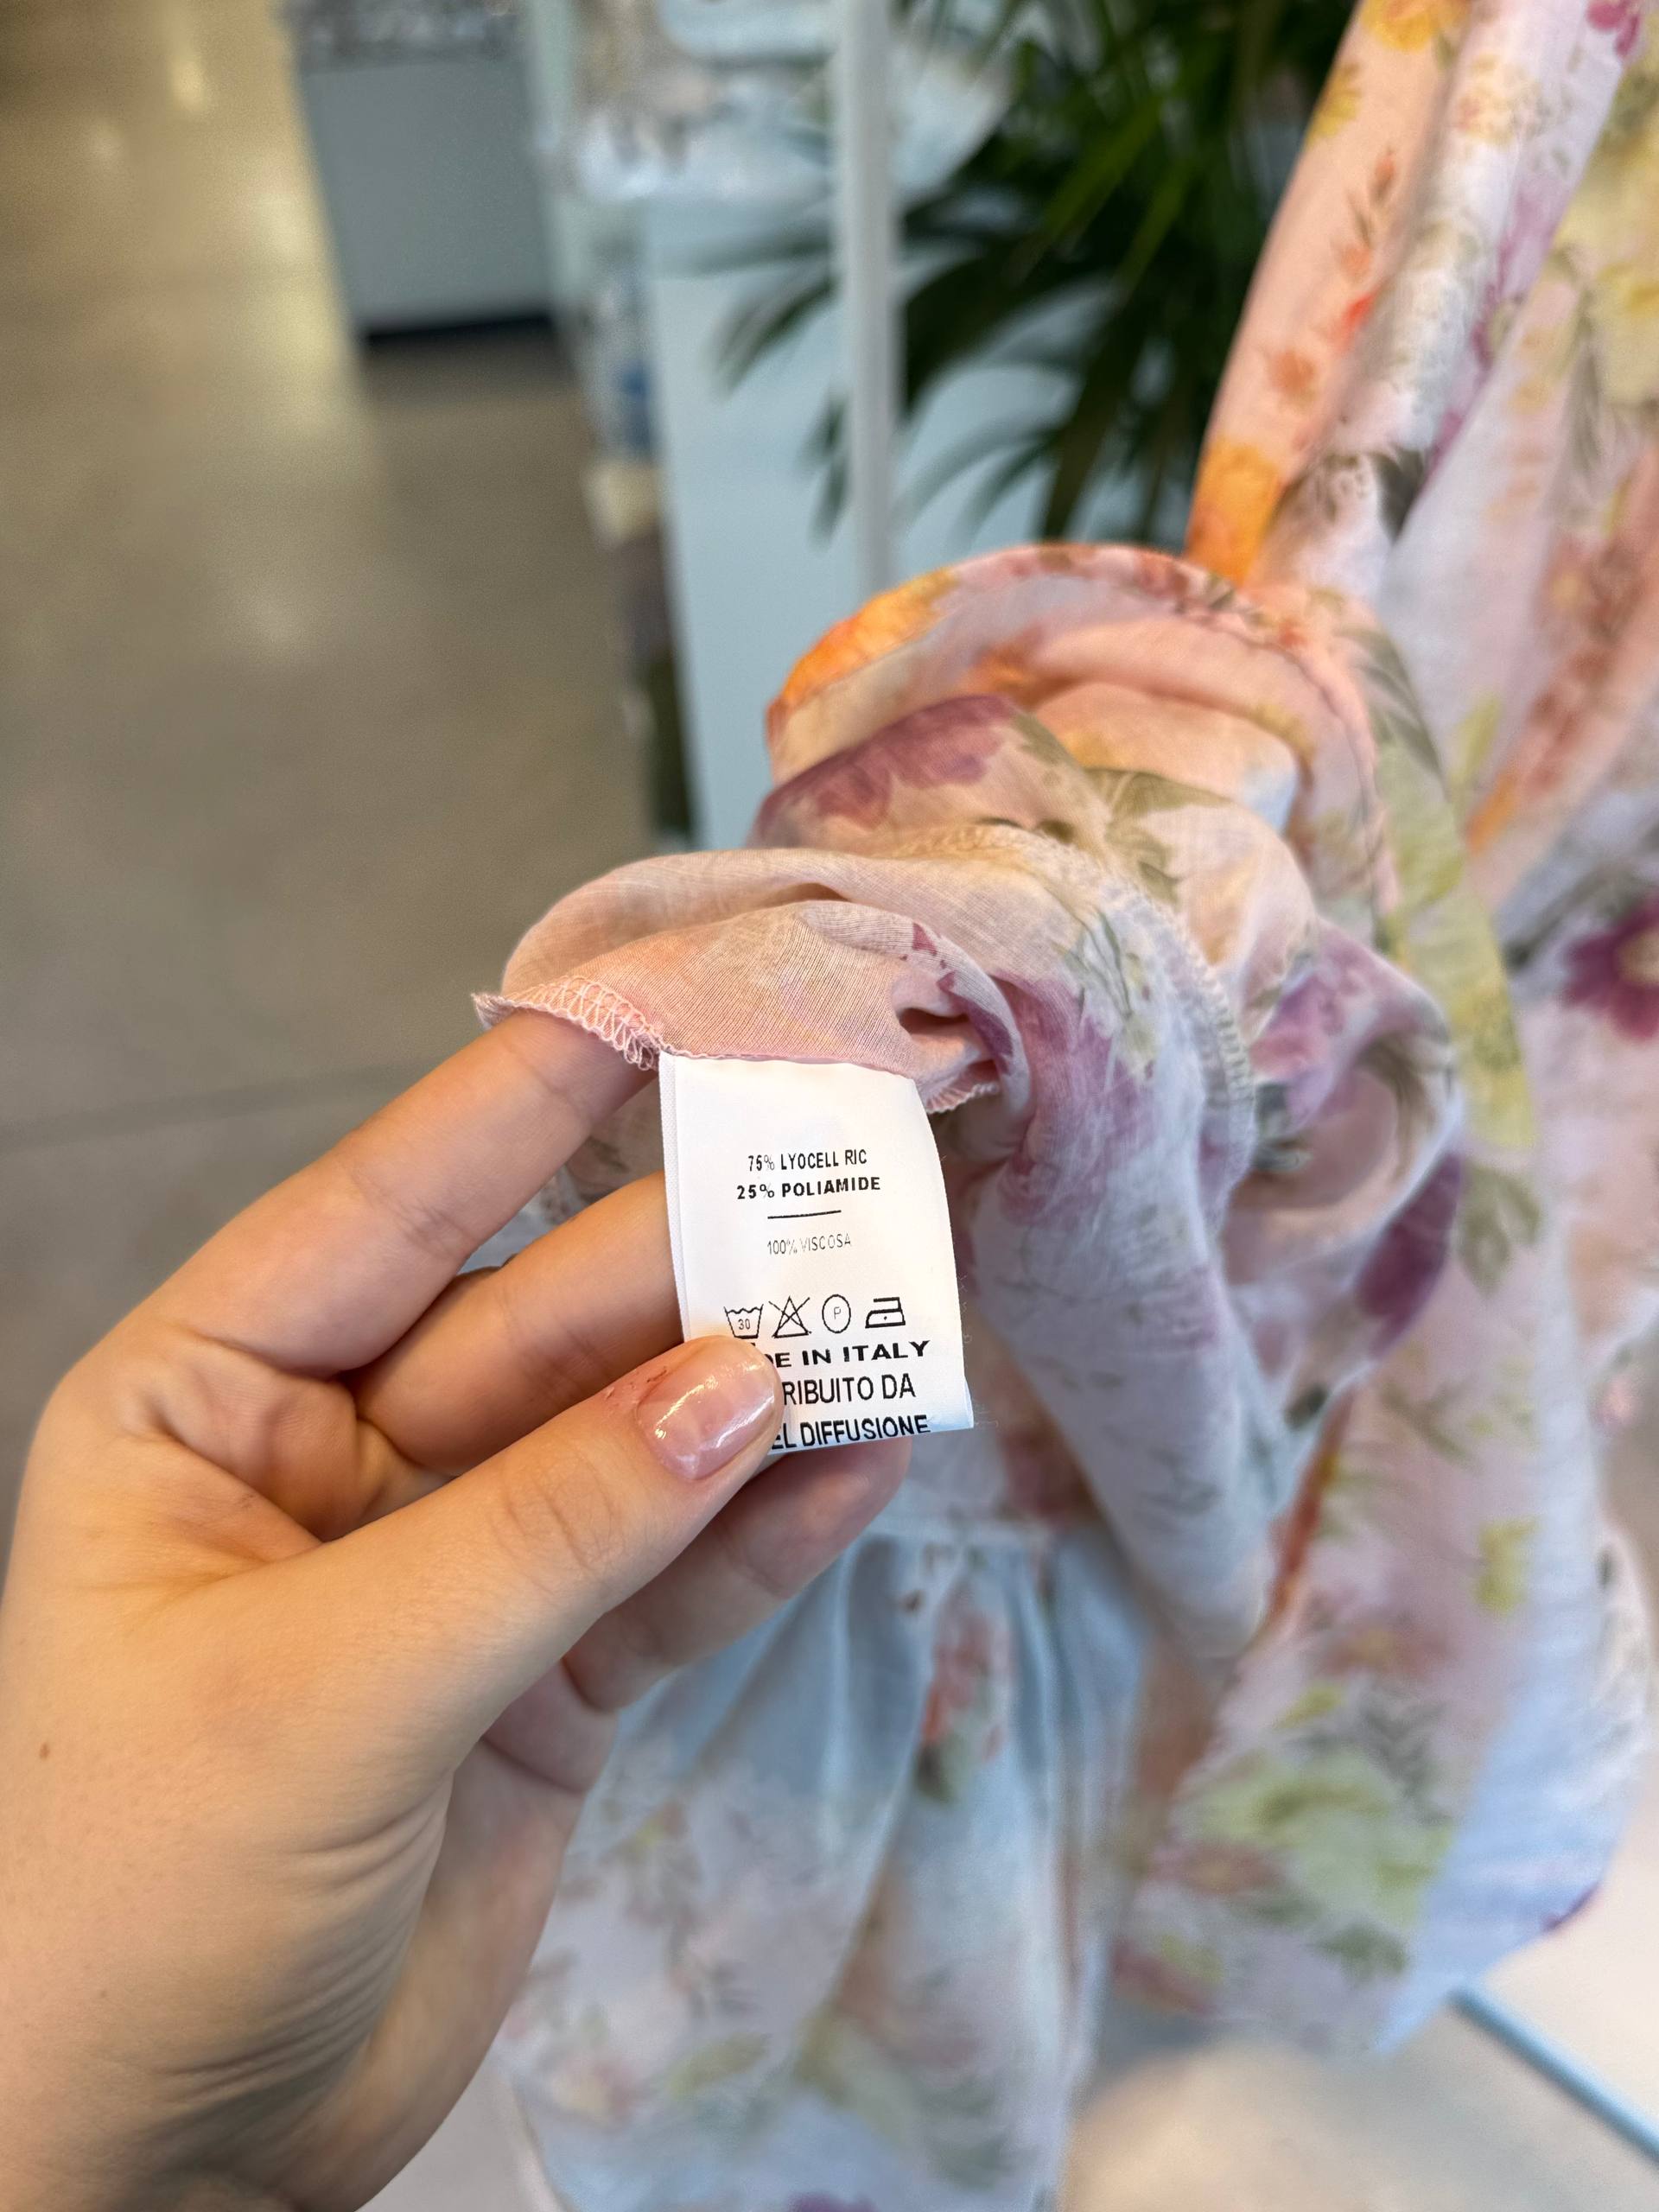 75% LYOCELL RIC
25% POLIAMIDE
100% VISCOSA
30 P
DE IN ITALY
RIBUITO DA
EL DIFFUSIONE